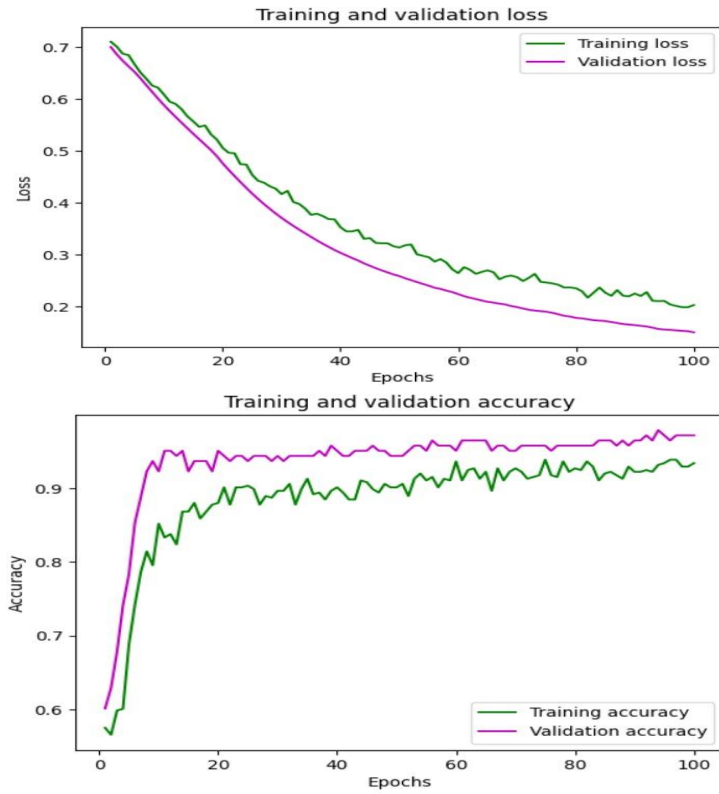 Training and validation loss
0.7
0.6
0.5
0.4
0.3
0.2
Loss
Training loss
Validation loss
0
20
40
60
80
100
Epochs
Training and validation accuracy
0.9
0.8
0.7
0.6
Accuracy
Training accuracy
Validation accuracy
0
20
40
60
80
100
Epochs